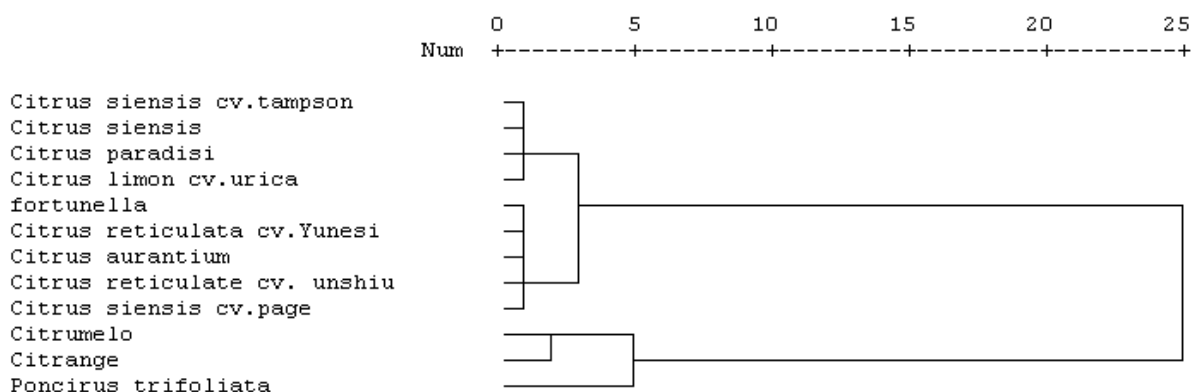 0 5 10 15 20 25
Num +---------+---------+---------+---------+---------+
Citrus siensis cv.tampson
Citrus siensis
Citrus paradisi
Citrus limon cv.urica
fortunella
Citrus reticulata cv.Yunesi
Citrus aurantium
Citrus reticulate cv. unshiu
Citrus siensis cv.page
Citrumelo
Citrange
Poncirus trifoliata